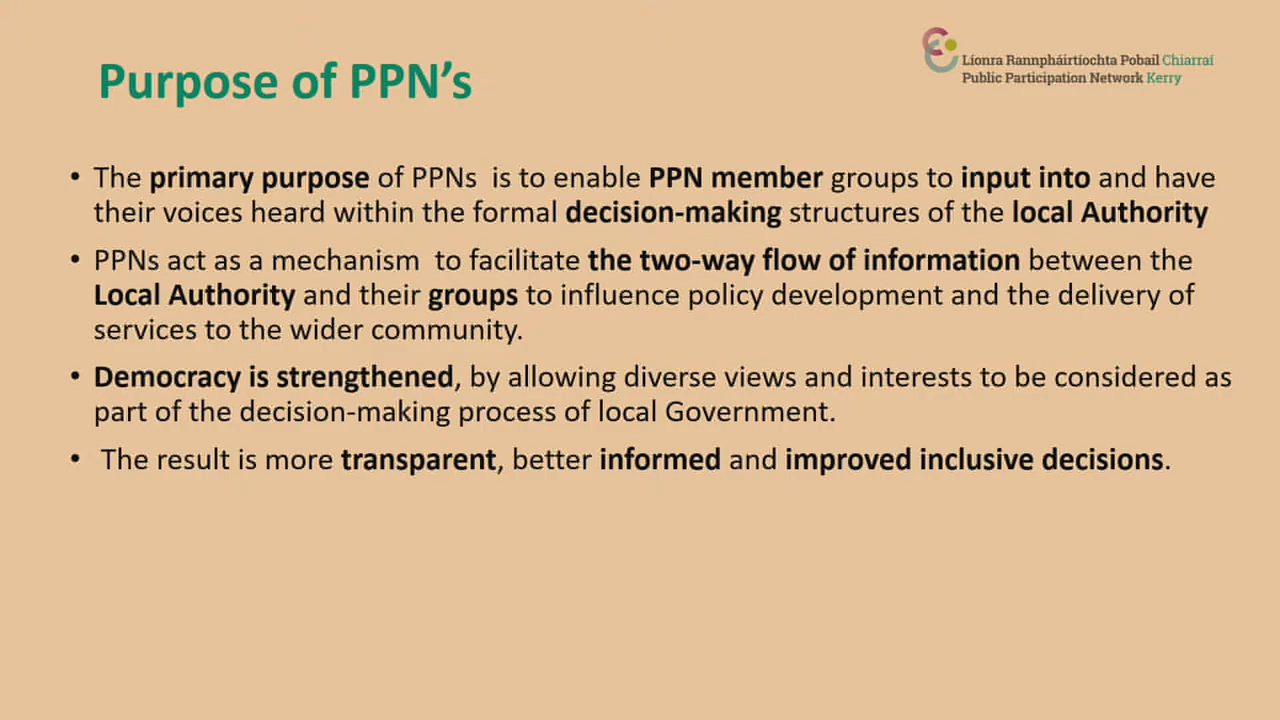 Purpose of PPN’s
Líonra Rannpháirtíochta Pobail Chiarraí
Public Participation Network Kerry
• The primary purpose of PPNs is to enable PPN member groups to input into and have
their voices heard within the formal decision-making structures of the local Authority
• PPNs act as a mechanism to facilitate the two-way flow of information between the
Local Authority and their groups to influence policy development and the delivery of
services to the wider community.
• Democracy is strengthened, by allowing diverse views and interests to be considered as
part of the decision-making process of local Government.
• The result is more transparent, better informed and improved inclusive decisions.